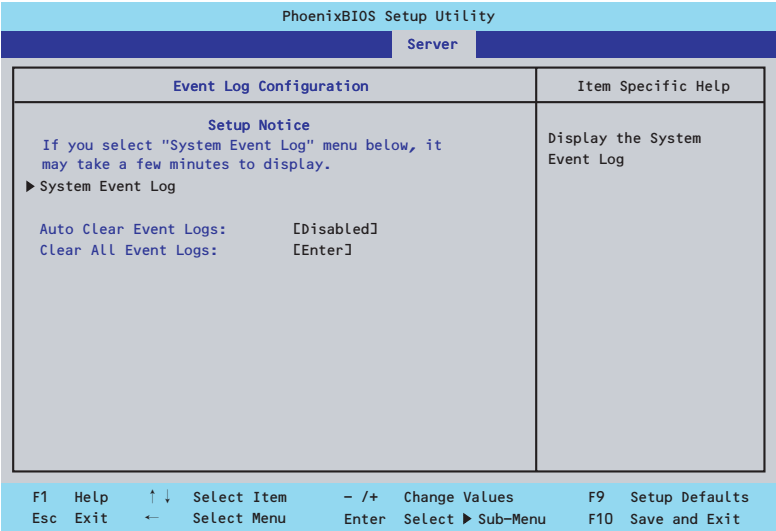 PhoenixBIOS Setup Utility
Server
Event Log Configuration
Item Specific Help
Setup Notice
If you select "System Event Log" menu below, it
may take a few minutes to display.
▶ System Event Log
Auto Clear Event Logs: [Disabled]
Clear All Event Logs: [Enter]
Display the System
Event Log
F1 Help ↑↓ Select Item - /+ Change Values F9 Setup Defaults
Esc Exit ← Select Menu Enter Select ▶ Sub-Menu F10 Save and Exit